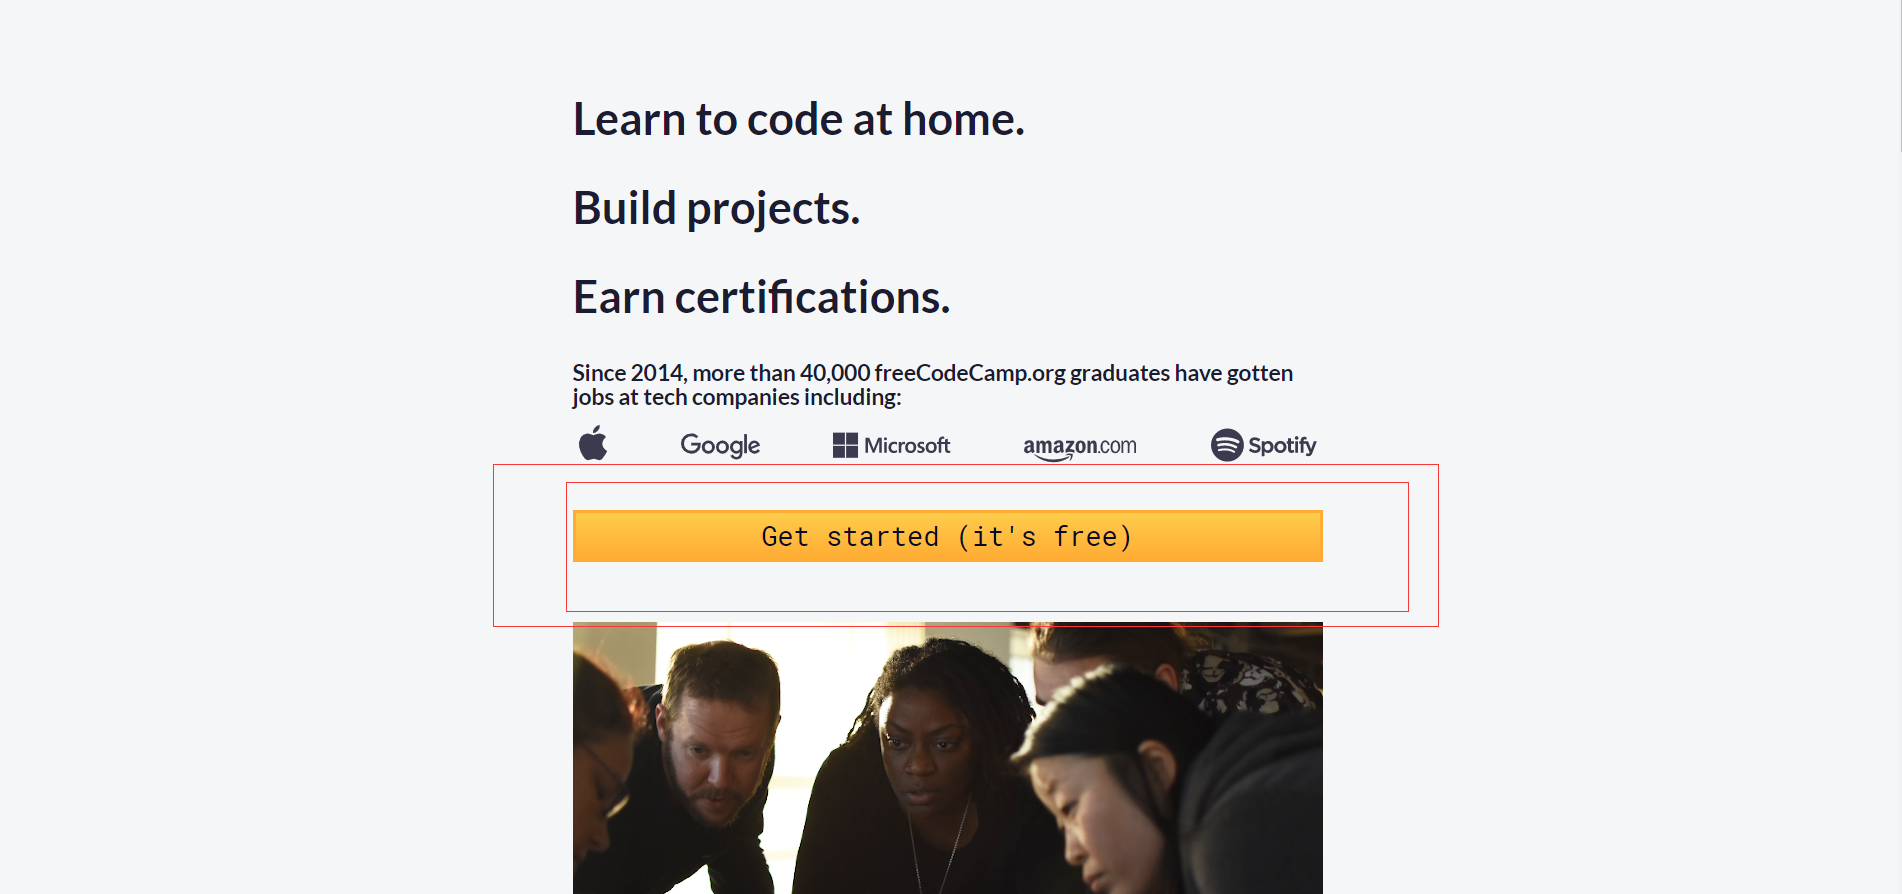 Learn to code at home.
Build projects.
Earn certifications.
Since 2014, more than 40,000 freeCodeCamp.org graduates have gotten
jobs at tech companies including:
Google Microsoft amazon.com Spotify
Get started (it's free)